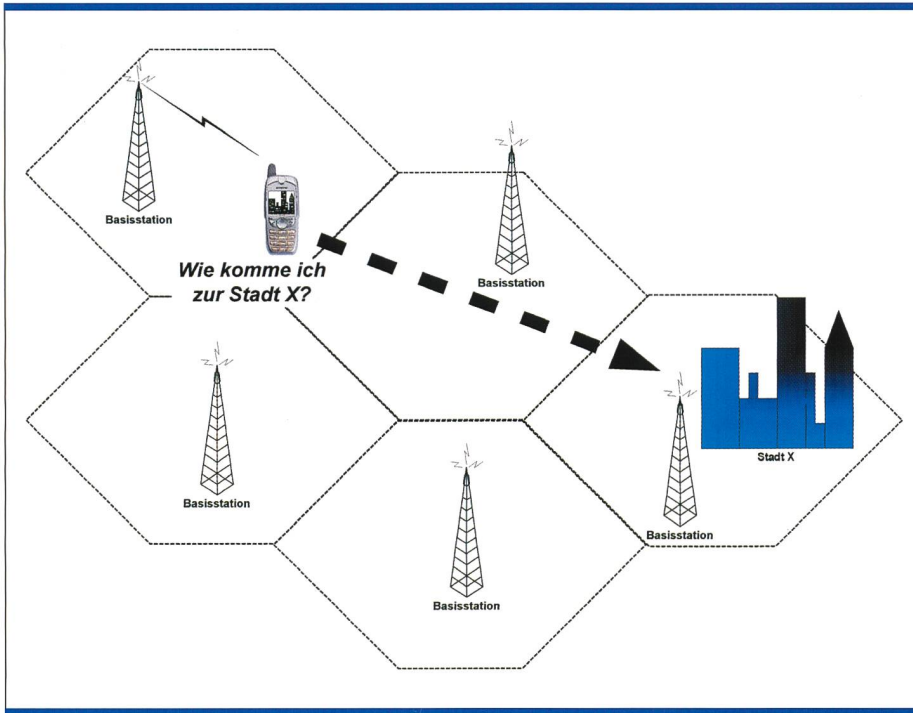 Basisstation
Basisstation
Wie komme ich
zur Stadt X?
Stadt X
Basisstation
Basisstation
Basisstation